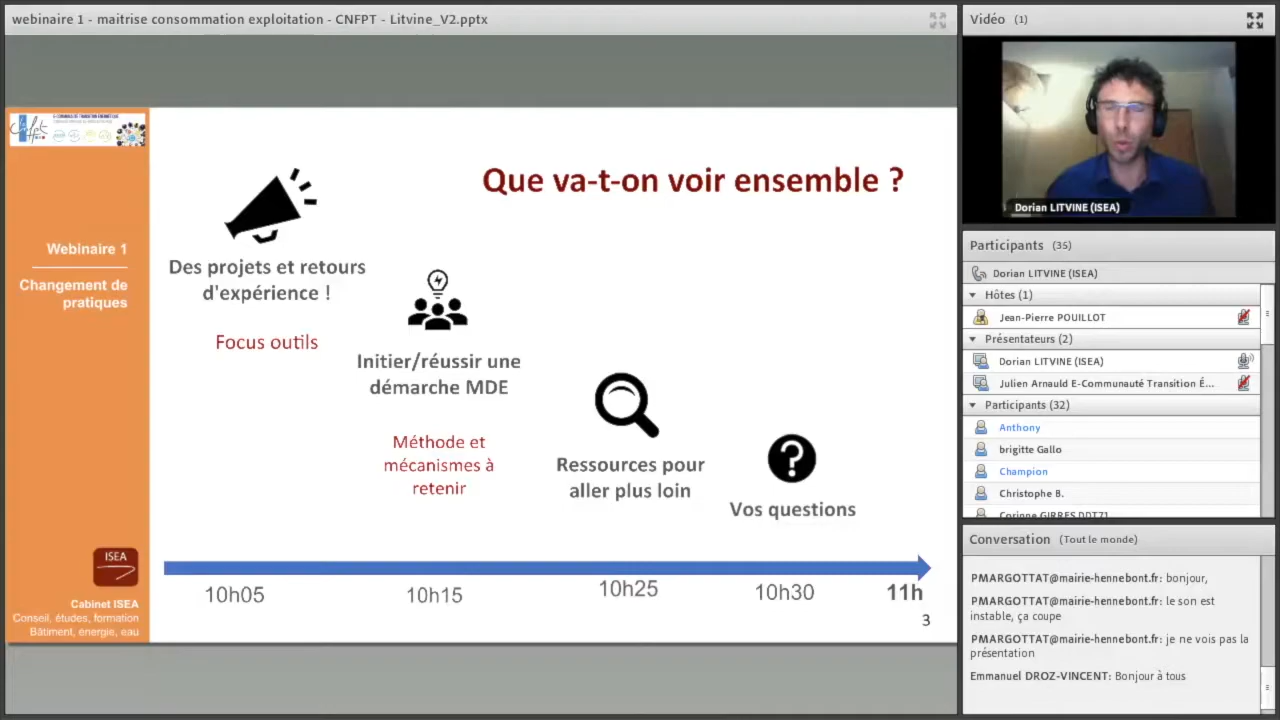 webinaire 1 - maitrise consommation exploitation - CNFPT - Litvine_V2.pptx
Webinaire 1
Changement de
pratiques
ISEA
Cabinet ISEA
Conseil, études, formation
Bâtiment, énergie, eau
Que va-t-on voir ensemble ?
Des projets et retours
d'expérience !
Focus outils
Initier/réussir une
démarche MDE
Méthode et
mécanismes à
retenir
Ressources pour
aller plus loin
Vos questions
10h05
10h15
10h25
10h30
11h
3
Vidéo (1)
Dorian LITVINE (ISEA)
Participants (35)
Dorian LITVINE (ISEA)
Hôtes (1)
Jean-Pierre POUILLOT
Présentateurs (2)
Dorian LITVINE (ISEA)
Julien Arnauld E-Communauté Transition É...
Participants (32)
Anthony
brigitte Gallo
Champion
Christophe B.
Corinne GIRRES DDT71
Conversation (Tout le monde)
PMARGOTTAT@mairie-hennebont.fr: bonjour,
PMARGOTTAT@mairie-hennebont.fr: le son est
instable, ça coupe
PMARGOTTAT@mairie-hennebont.fr: je ne vois pas la
présentation
Emmanuel DROZ-VINCENT: Bonjour à tous